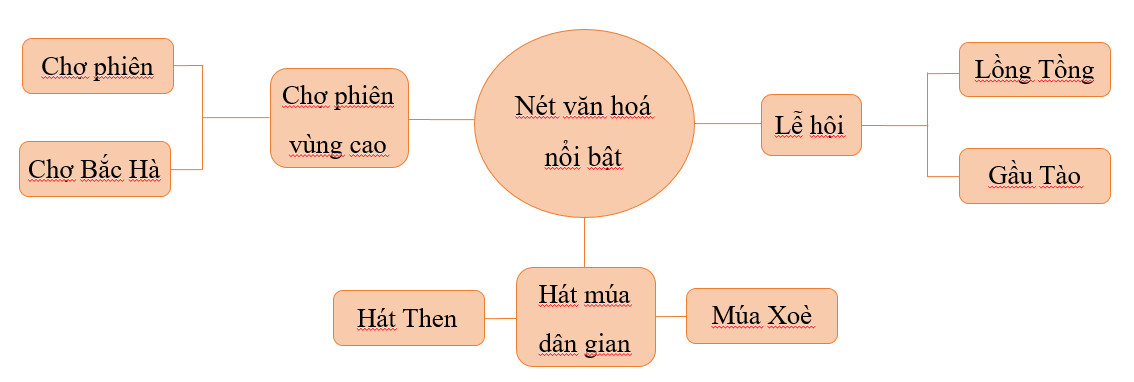 Chợ phiên
Chợ Bắc Hà
Chợ phiên
vùng cao
Nét văn hoá
nổi bật
Lễ hội
Lồng Tồng
Gầu Tào
Hát Then
Hát múa
dân gian
Múa Xoè